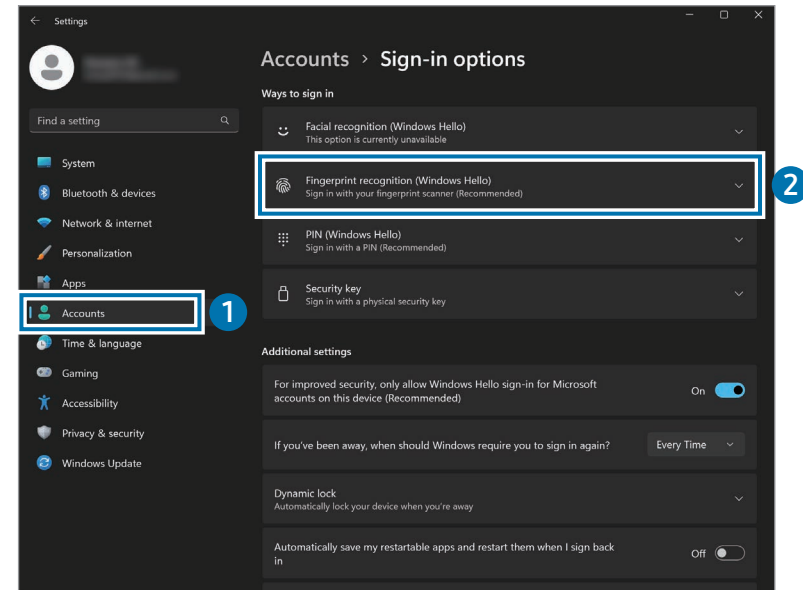 Settings
Accounts > Sign-in options
Ways to sign in
Find a setting
Facial recognition (Windows Hello)
This option is currently unavailable
System
Fingerprint recognition (Windows Hello)
Sign in with your fingerprint scanner (Recommended)
2
Bluetooth & devices
Network & internet
PIN (Windows Hello)
Sign in with a PIN (Recommended)
Personalization
Apps
Security key
Sign in with a physical security key
Accounts
1
Time & language
Additional settings
Gaming
For improved security, only allow Windows Hello sign-in for Microsoft
accounts on this device (Recommended)
On
Accessibility
Privacy & security
If you've been away, when should Windows require you to sign in again?
Every Time
Windows Update
Dynamic lock
Automatically lock your device when you're away
Automatically save my restartable apps and restart them when I sign back
in
Off